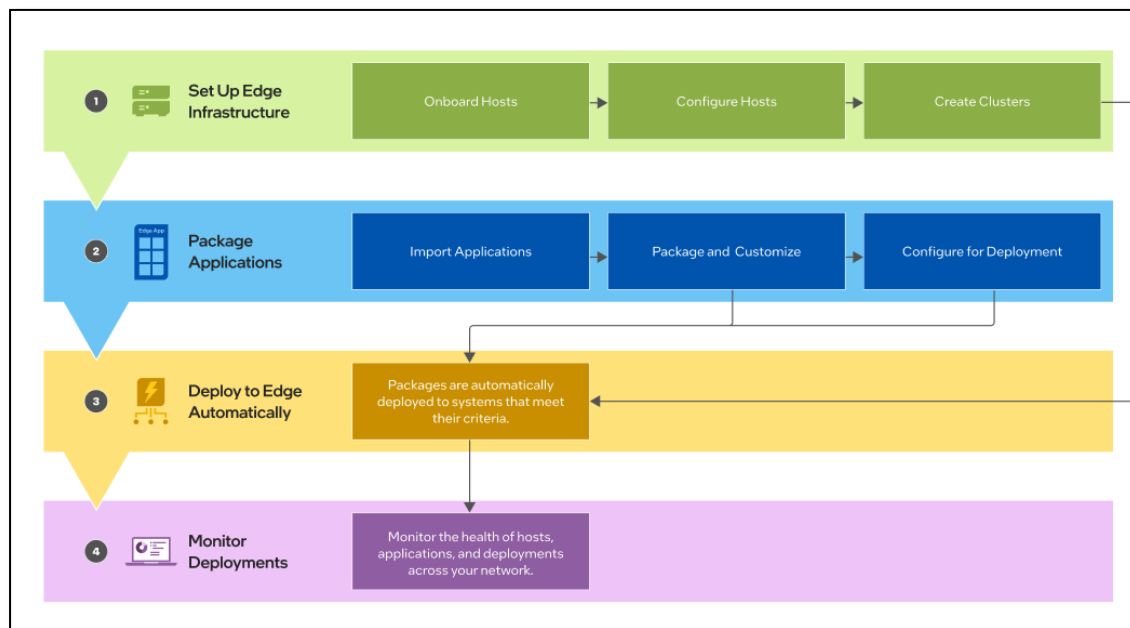 1
Set Up Edge
Infrastructure
Onboard Hosts
Configure Hosts
Create Clusters
2
Edge App
Package
Applications
Import Applications
Package and Customize
Configure for Deployment
3
Deploy to Edge
Automatically
Packages are automatically
deployed to systems that meet
their criteria.
4
Monitor
Deployments
Monitor the health of hosts,
applications, and deployments
across your network.